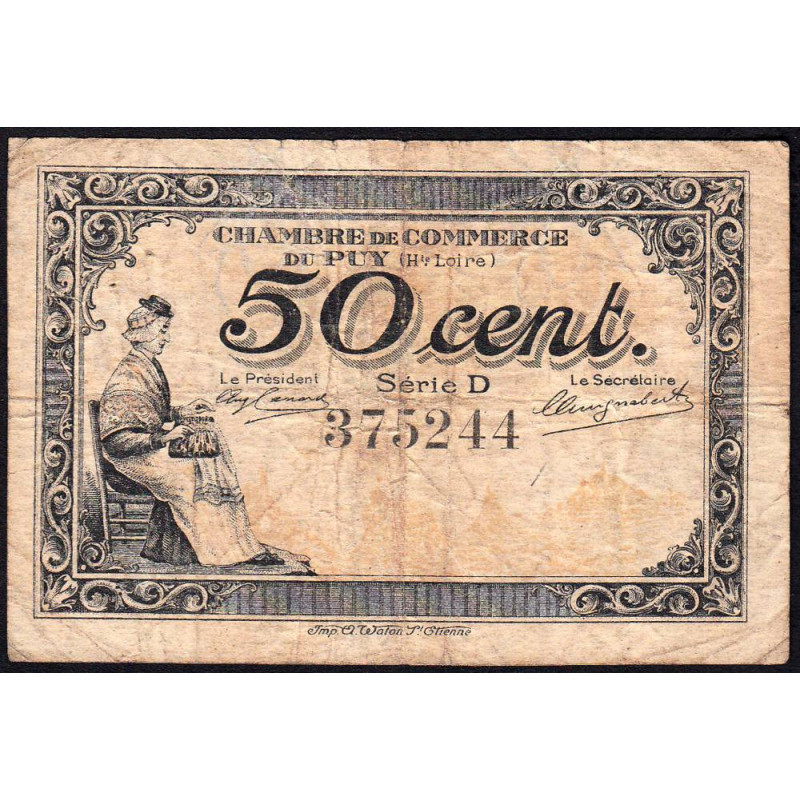 CHAMBRE DE COMMERCE
DU PUY (Hte Loire)
50 cent.
Le Président Série D Le Secrétaire
375244
Imp. A. Waton St Etienne